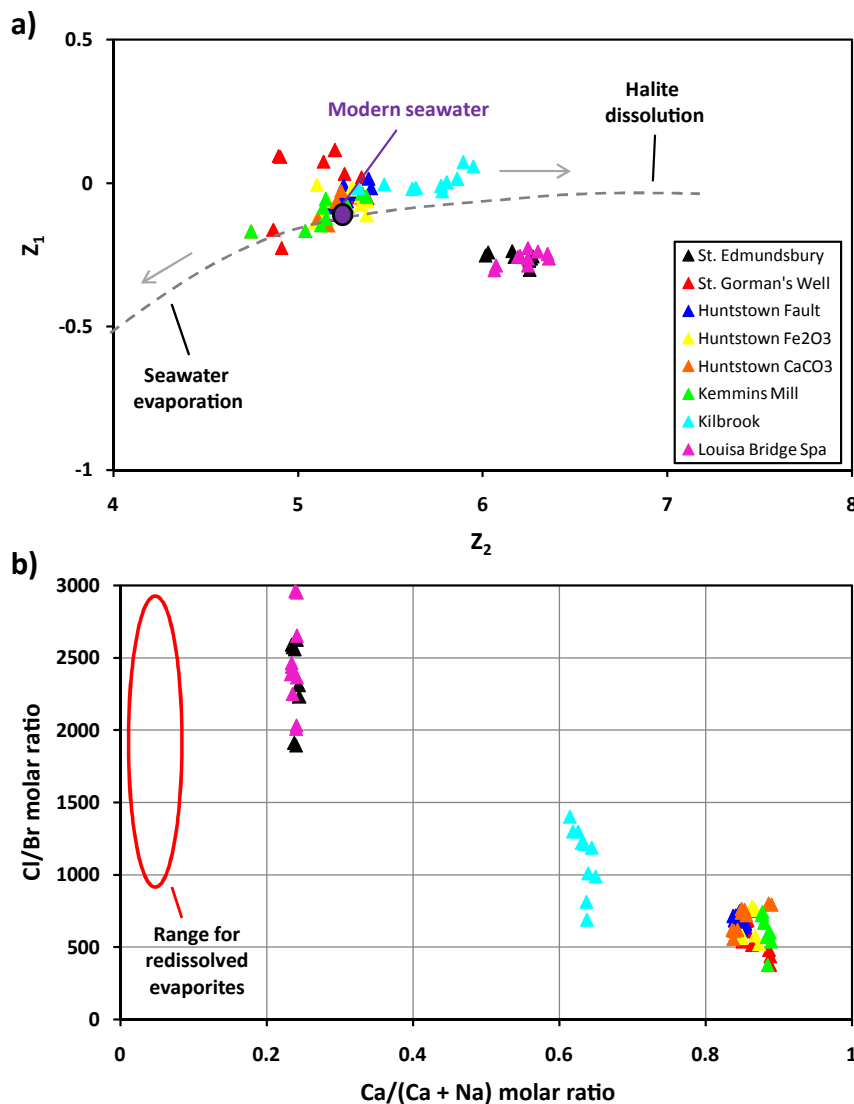 a)
0.5
0
-0.5
-1
Z1
Modern seawater
Halite
dissolution
Seawater
evaporation
St. Edmundsbury
St. Gorman's Well
Huntstown Fault
Huntstown Fe2O3
Huntstown CaCO3
Kemmins Mill
Kilbrook
Louisa Bridge Spa
4 5 6 7 8
Z2
b)
3000
2500
2000
1500
1000
500
0
Cl/Br molar ratio
Range for
redissolved
evaporites
0 0.2 0.4 0.6 0.8 1
Ca/(Ca + Na) molar ratio